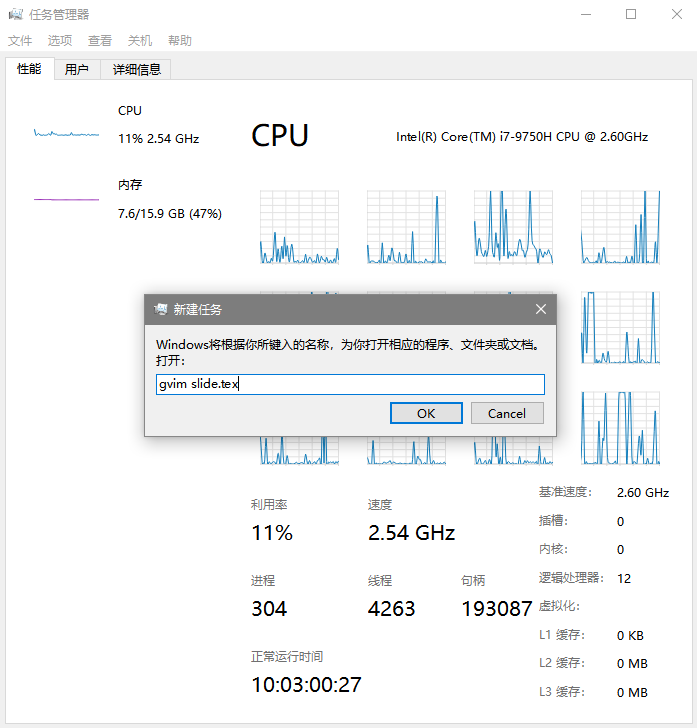 任务管理器
文件 选项 查看 关机 帮助
性能 用户 详细信息
CPU
11% 2.54 GHz
内存
7.6/15.9 GB (47%)
CPU
Intel(R) Core(TM) i7-9750H CPU @ 2.60GHz
新建任务
Windows将根据你所键入的名称，为你打开相应的程序、文件夹或文档。
打开：
gvim slide.tex
OK Cancel
利用率 速度
11% 2.54 GHz
进程 线程 句柄
304 4263 193087
正常运行时间
10:03:00:27
基准速度： 2.60 GHz
插槽： 0
内核： 0
逻辑处理器： 12
虚拟化：
L1 缓存： 0 KB
L2 缓存： 0 MB
L3 缓存： 0 MB